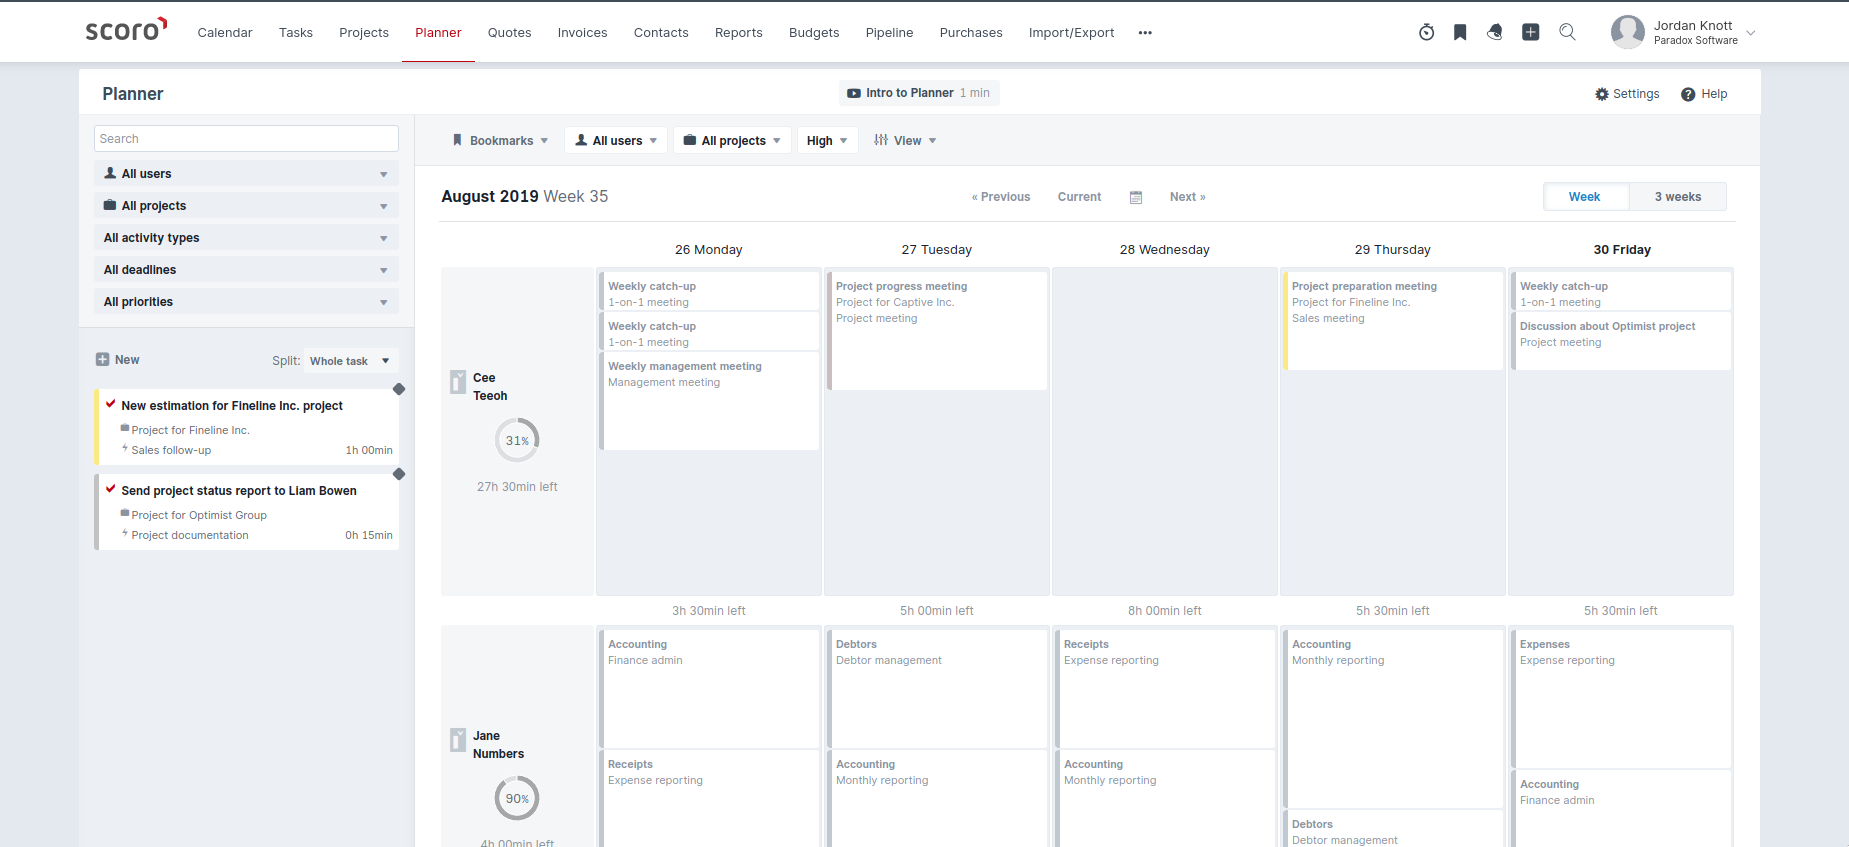 scoro
Calendar Tasks Projects Planner Quotes Invoices Contacts Reports Budgets Pipeline Purchases Import/Export •••
Jordan Knott
Paradox Software
Planner
Intro to Planner 1 min
Settings Help
Search
All users
All projects
All activity types
All deadlines
All priorities
New Split: Whole task
New estimation for Fineline Inc. project
Project for Fineline Inc.
Sales follow-up 1h 00min
Send project status report to Liam Bowen
Project for Optimist Group
Project documentation 0h 15min
Bookmarks All users All projects High View
August 2019 Week 35
« Previous Current Next »
Week 3 weeks
26 Monday 27 Tuesday 28 Wednesday 29 Thursday 30 Friday
Cee
Teeoh
31%
27h 30min left
Weekly catch-up
1-on-1 meeting
Weekly catch-up
1-on-1 meeting
Weekly management meeting
Management meeting
Project progress meeting
Project for Captive Inc.
Project meeting
Project preparation meeting
Project for Fineline Inc.
Sales meeting
Weekly catch-up
1-on-1 meeting
Discussion about Optimist project
Project meeting
3h 30min left 5h 00min left 8h 00min left 5h 30min left 5h 30min left
Jane
Numbers
90%
4h 00min left
Accounting
Finance admin
Receipts
Expense reporting
Debtors
Debtor management
Accounting
Monthly reporting
Receipts
Expense reporting
Accounting
Monthly reporting
Accounting
Monthly reporting
Debtors
Debtor management
Expenses
Expense reporting
Accounting
Finance admin